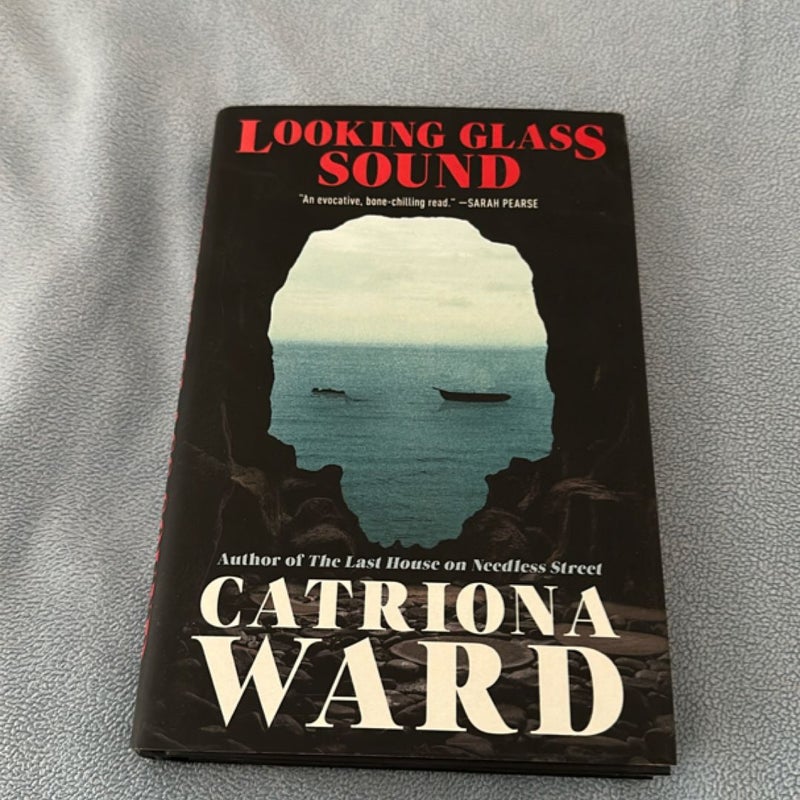 LOOKING GLASS
SOUND
"An evocative, bone-chilling read." —SARAH PEARSE
Author of The Last House on Needless Street
CATRIONA
WARD